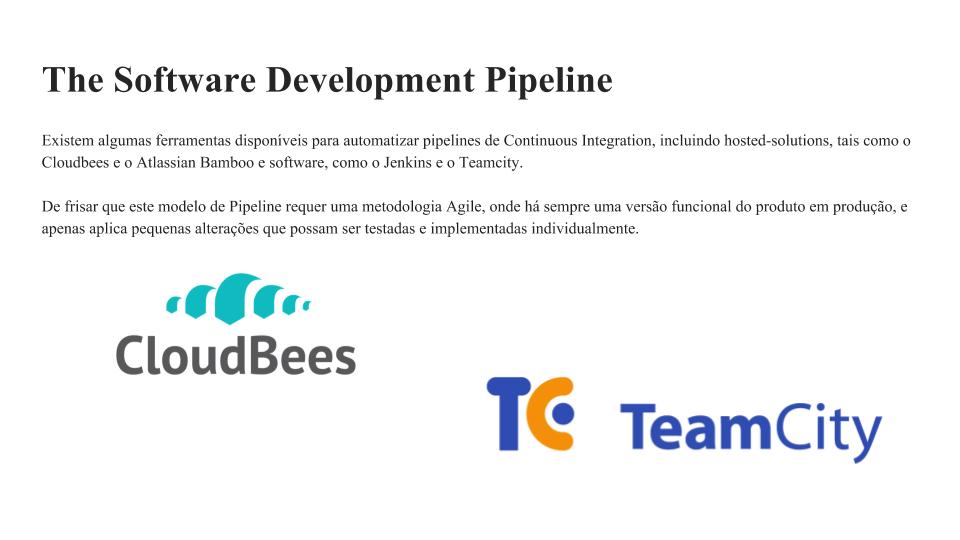 The Software Development Pipeline
Existem algumas ferramentas disponíveis para automatizar pipelines de Continuous Integration, incluindo hosted-solutions, tais como o
Cloudbees e o Atlassian Bamboo e software, como o Jenkins e o Teamcity.
De frisar que este modelo de Pipeline requer uma metodologia Agile, onde há sempre uma versão funcional do produto em produção, e
apenas aplica pequenas alterações que possam ser testadas e implementadas individualmente.
CloudBees
TC TeamCity